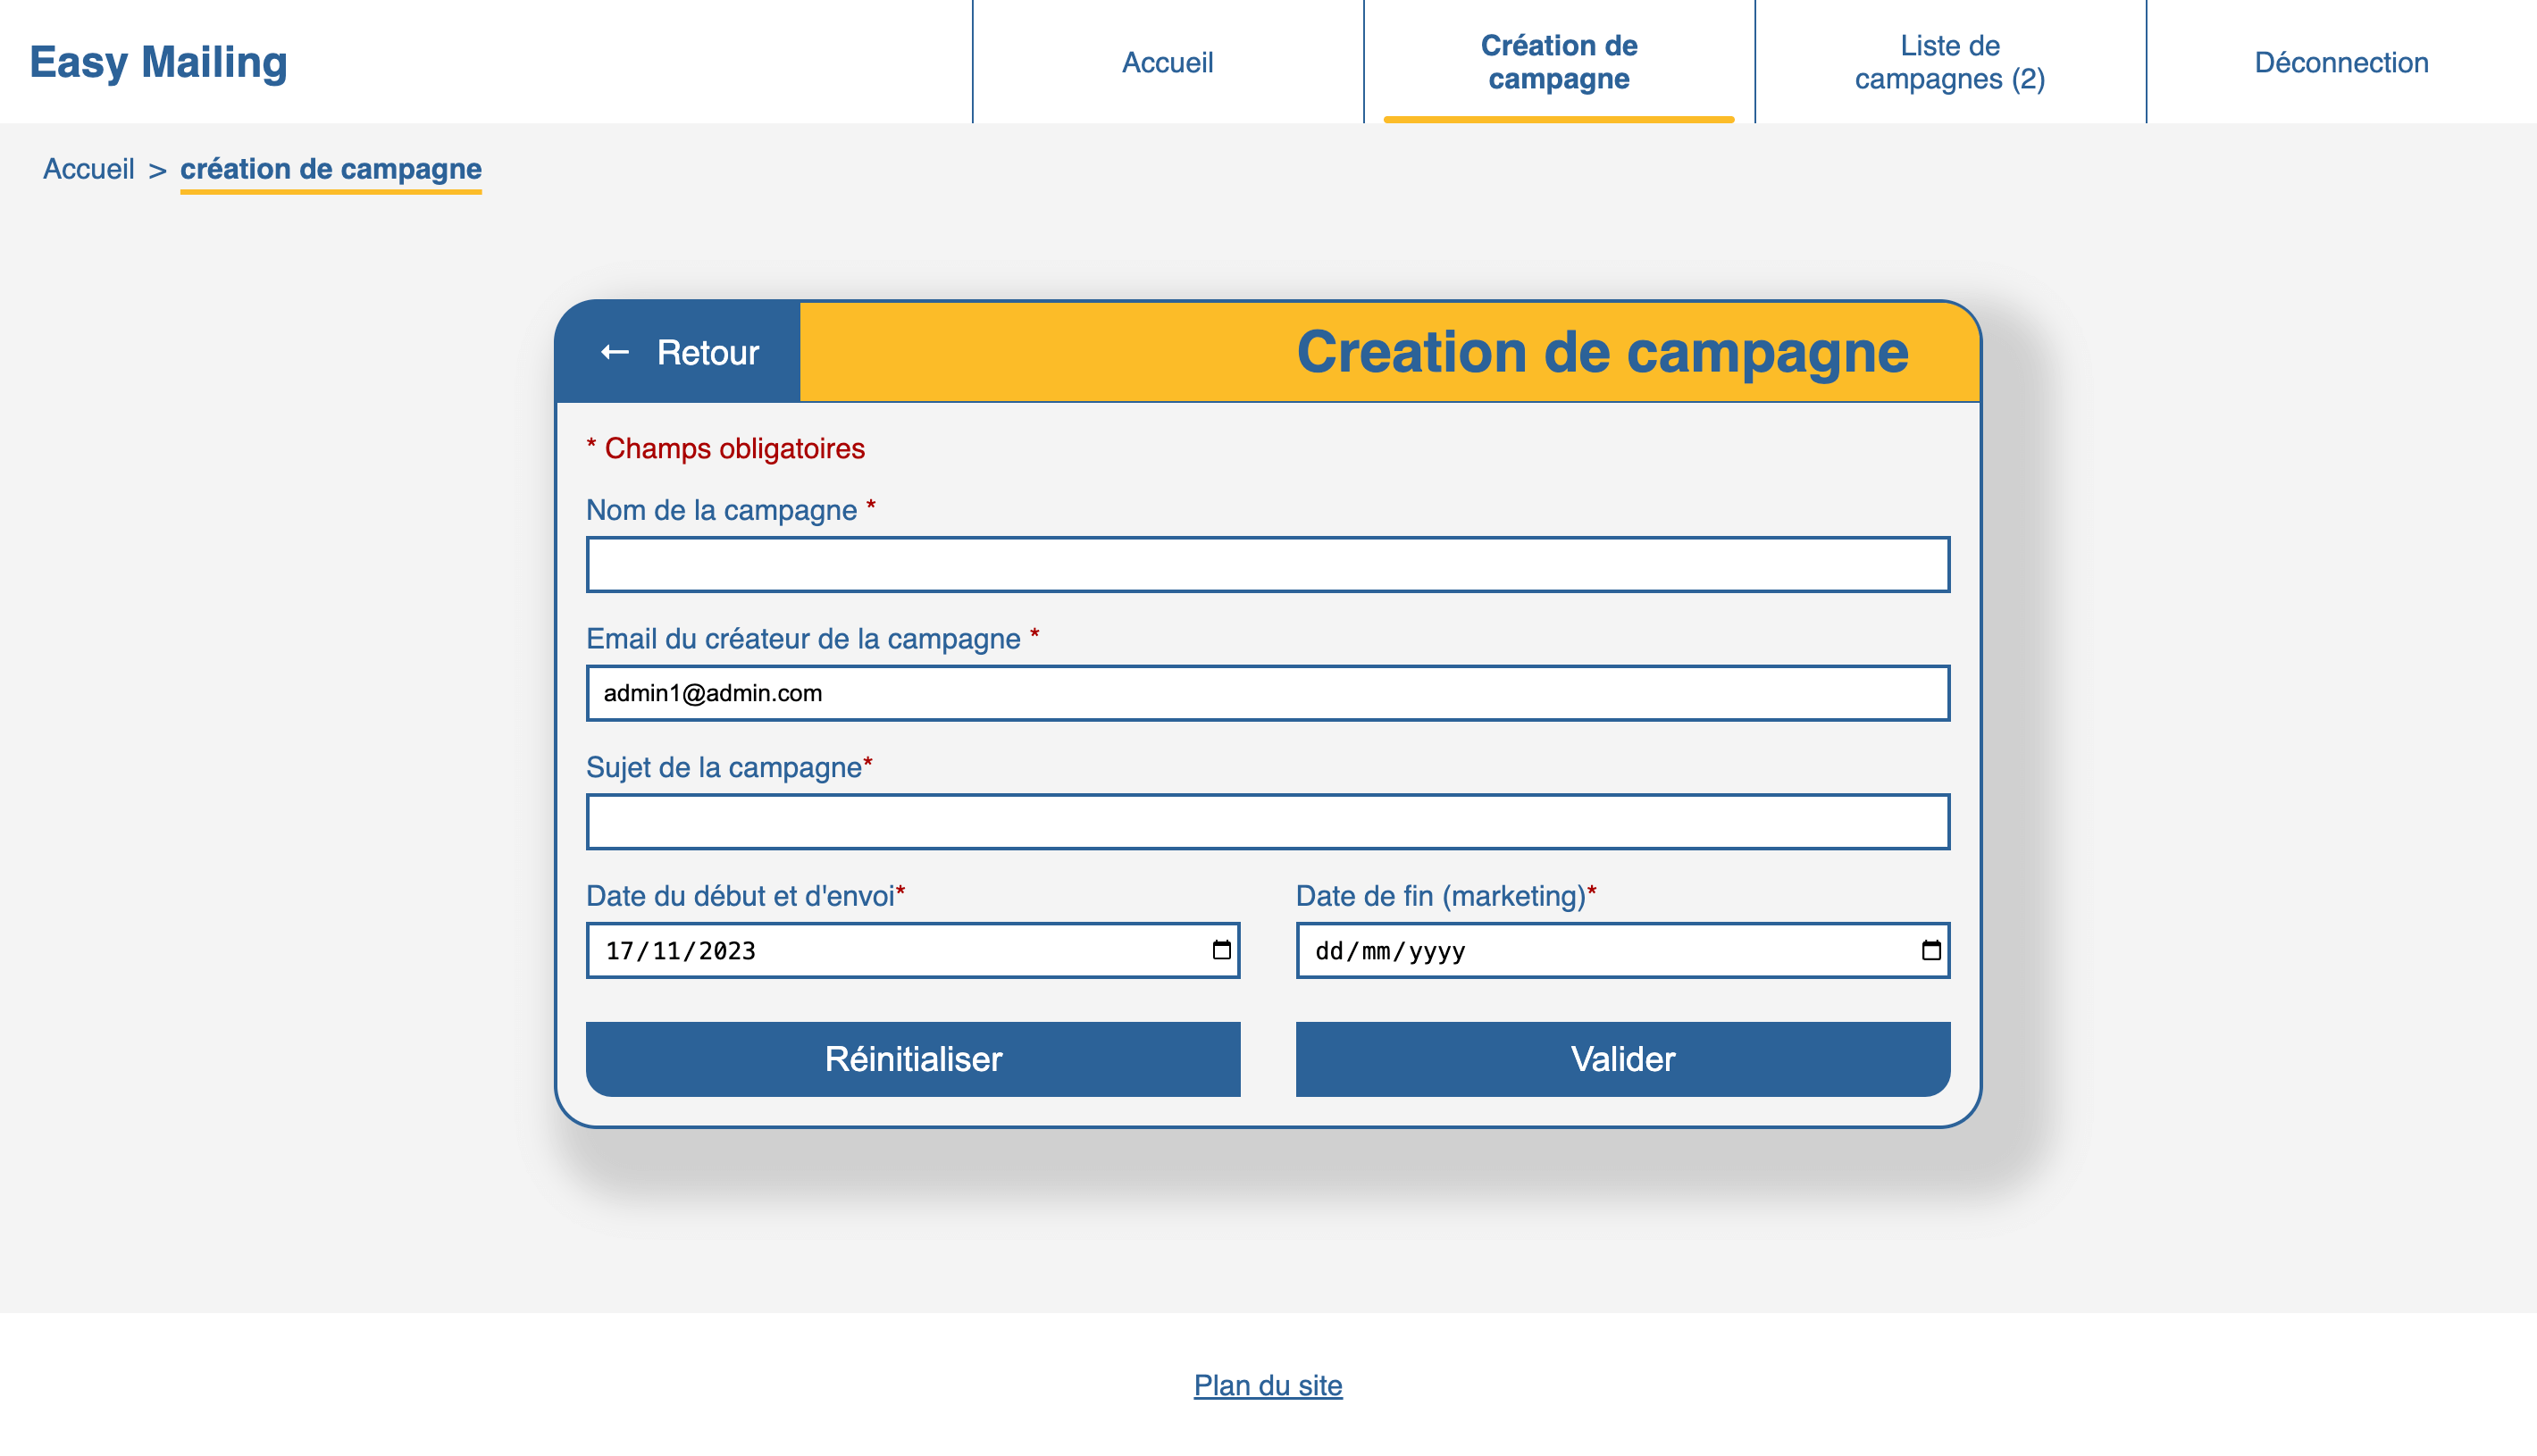 Easy Mailing
Accueil
Création de
campagne
Liste de
campagnes (2)
Déconnection
Accueil > création de campagne
← Retour
Creation de campagne
* Champs obligatoires
Nom de la campagne *
Email du créateur de la campagne *
admin1@admin.com
Sujet de la campagne*
Date du début et d'envoi*
Date de fin (marketing)*
17/11/2023
dd/mm/yyyy
Réinitialiser
Valider
Plan du site